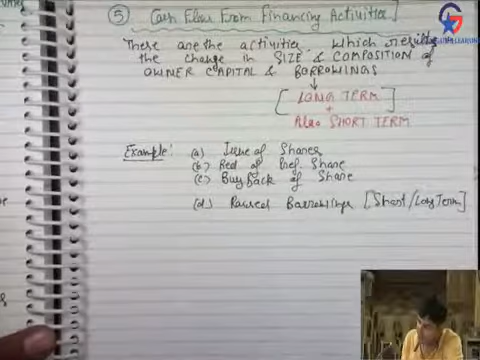 5 Cash Flow From Financing Activities]
These are the activities which results in
the change in SIZE & COMPOSITION of
OWNER CAPITAL & BORROWINGS
[LONG TERM]
+
Also SHORT TERM
Example: (a) Issue of Shares
(b) Red of Pref. Share
(c) Buy Back of Share
(d) Raised Borrowings [Short/Long Term]